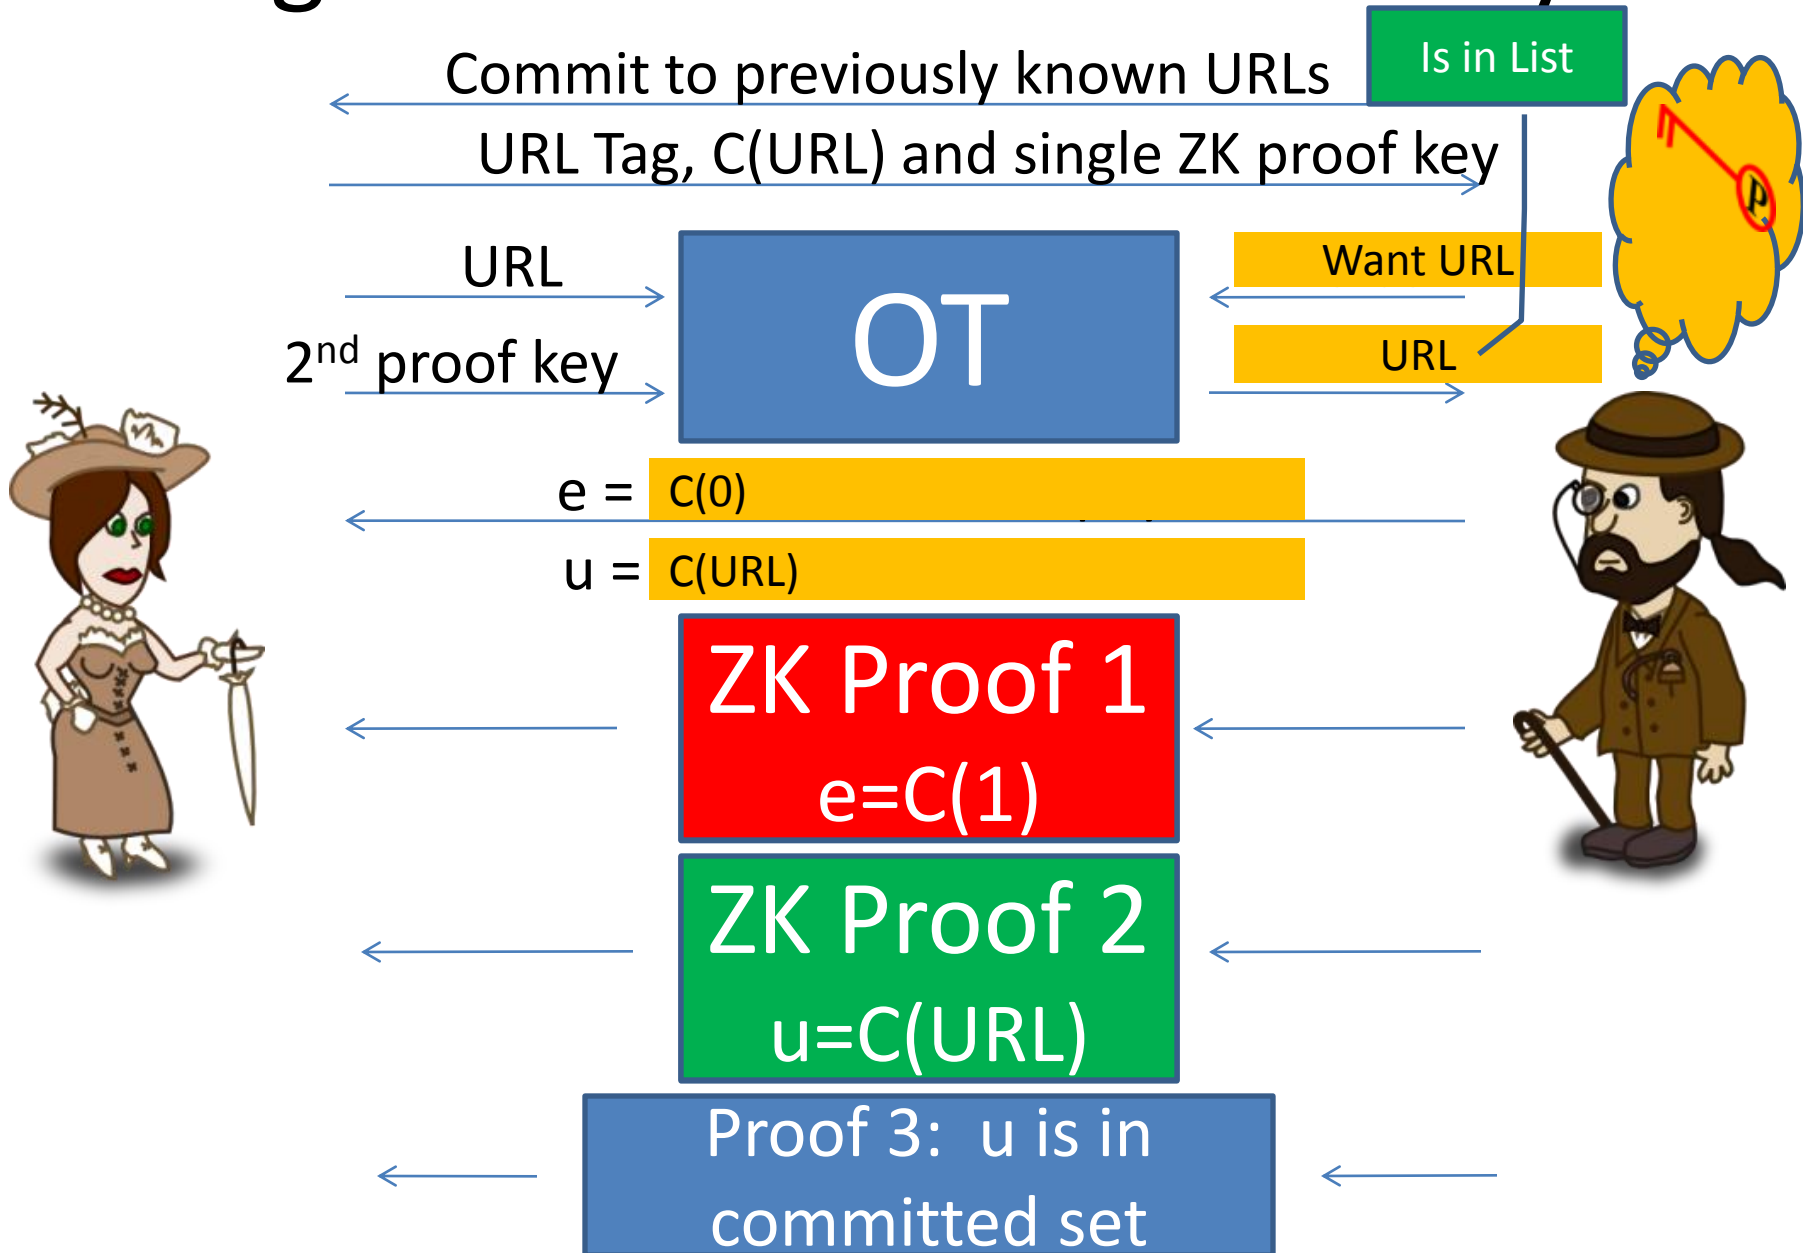 Is in List
Commit to previously known URLs
URL Tag, C(URL) and single ZK proof key
P
URL
OT
Want URL
2nd proof key
URL
e = C(0)
u = C(URL)
ZK Proof 1
e=C(1)
ZK Proof 2
u=C(URL)
Proof 3: u is in
committed set